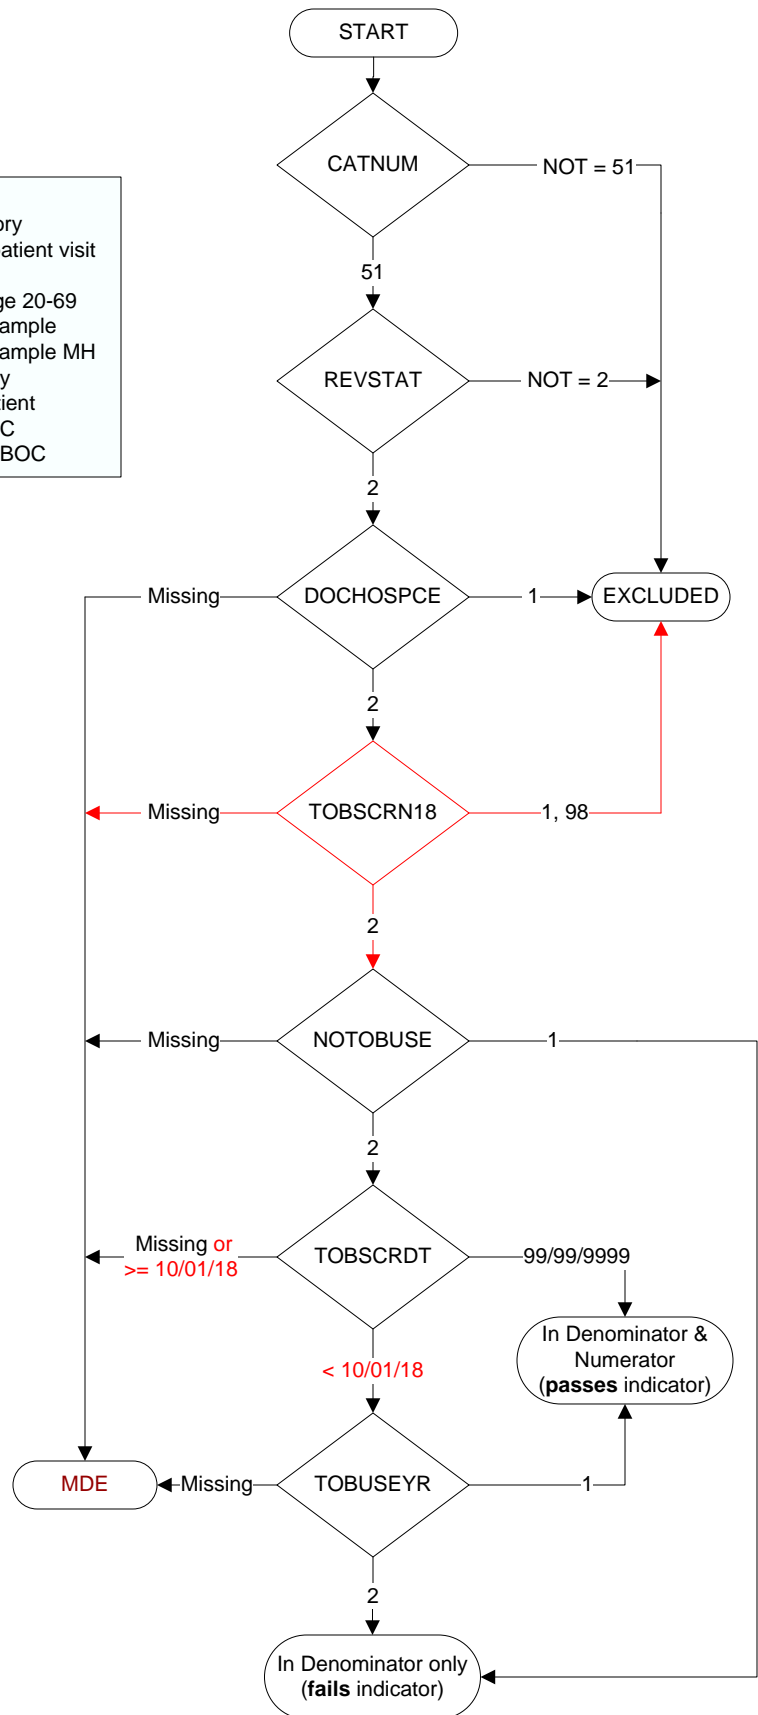 START
CATNUM
NOT = 51
atient visit
ge 20-69
ample
ample MH
51
REVSTAT
NOT = 2
2
Missing
DOCHOSPCE
1
EXCLUDED
2
Missing
TOBSCRN18
1, 98
2
Missing
NOTOBUSE
1
2
Missing or
>= 10/01/18
TOBSCRDT
99/99/9999
In Denominator &
Numerator
(passes indicator)
< 10/01/18
MDE
Missing
TOBUSEYR
1
2
In Denominator only
(fails indicator)